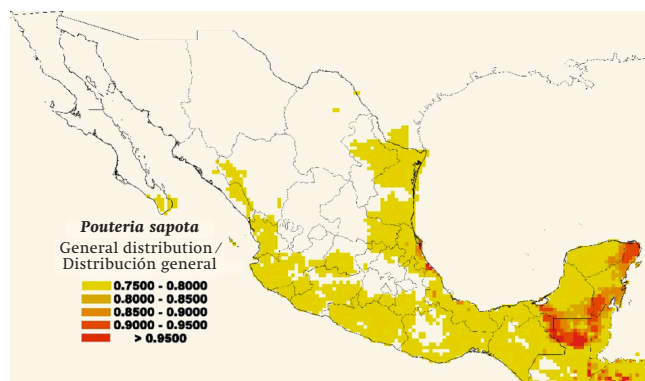 Pouteria sapota
General distribution/
Distribución general
0.7500 - 0.8000
0.8000 - 0.8500
0.8500 - 0.9000
0.9000 - 0.9500
> 0.9500